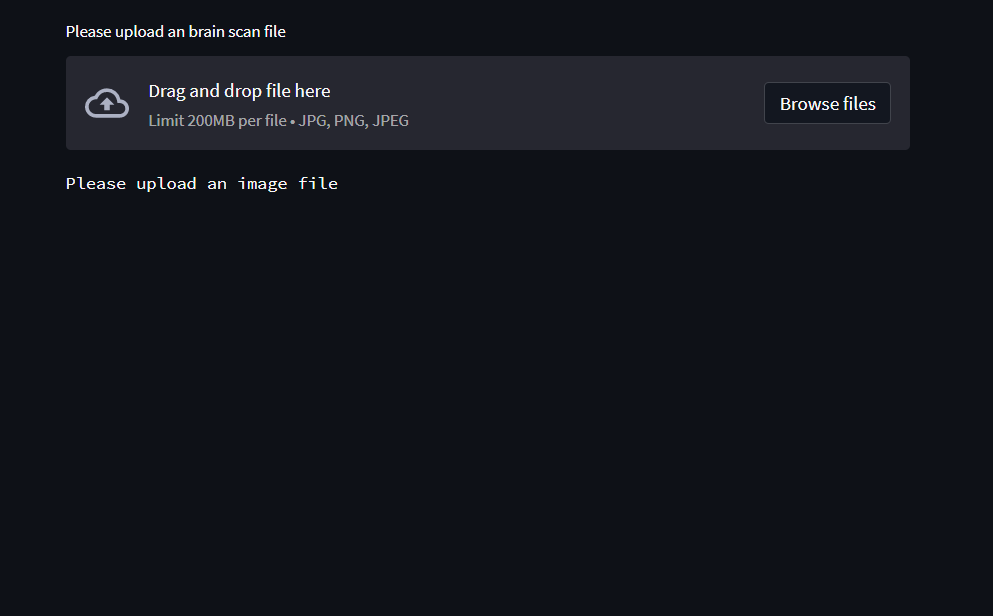 Please upload an brain scan file
Drag and drop file here
Limit 200MB per file • JPG, PNG, JPEG
Browse files
Please upload an image file